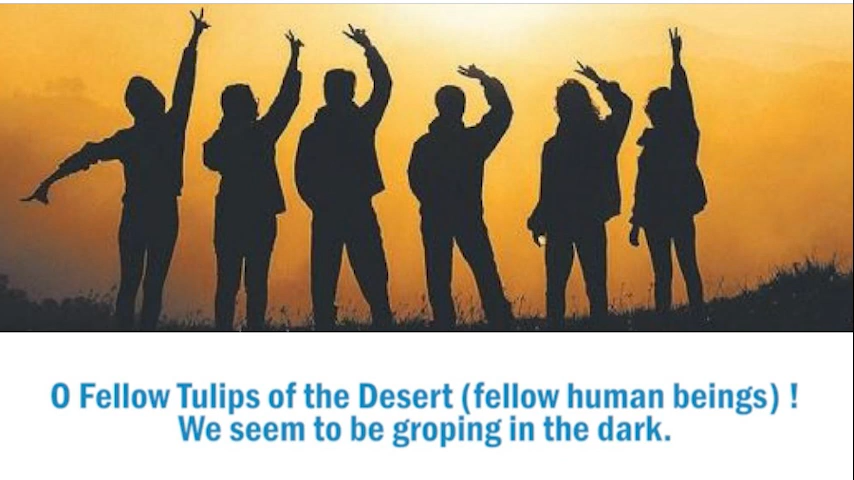 O Fellow Tulips of the Desert (fellow human beings) !
We seem to be groping in the dark.